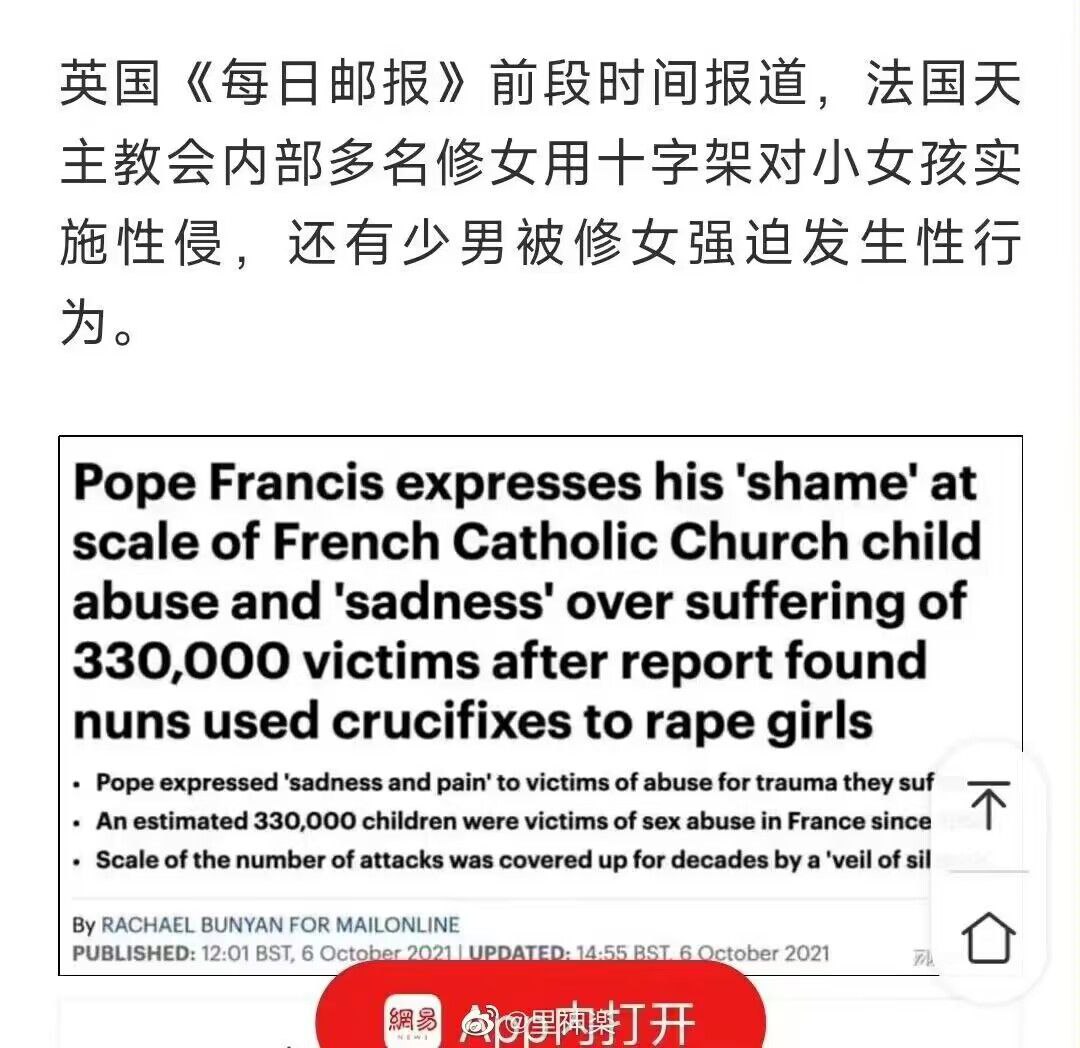 英国《每日邮报》前段时间报道，法国天
主教会内部多名修女用十字架对小女孩实
施性侵，还有少男被修女强迫发生性行
为。
Pope Francis expresses his 'shame' at
scale of French Catholic Church child
abuse and 'sadness' over suffering of
330,000 victims after report found
nuns used crucifixes to rape girls
• Pope expressed 'sadness and pain' to victims of abuse for trauma they
• An estimated 330,000 children were victims of sex abuse in France since
• Scale of the number of attacks was covered up for decades by a 'veil of
By RACHAEL BUNYAN FOR MAILONLINE
PUBLISHED: 12:01 BST, 6 October 2021 | UPDATED: 14:55 BST, 6 October 2021
網易
NEWS
App内打开